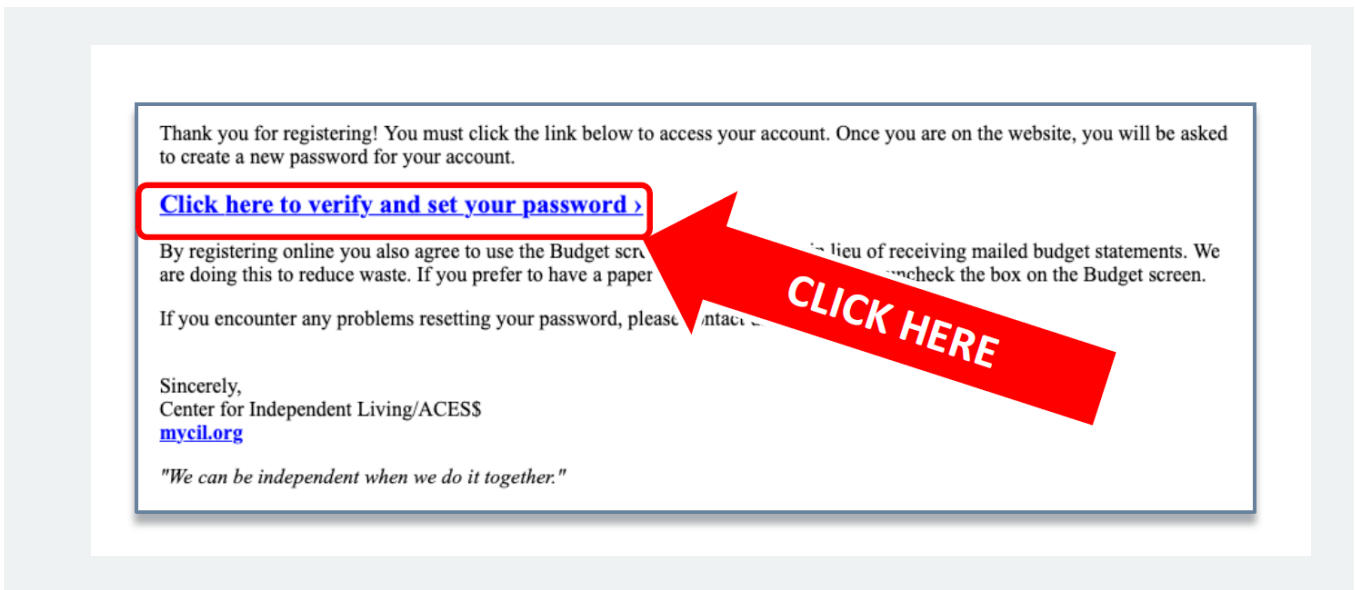 Thank you for registering! You must click the link below to access your account. Once you are on the website, you will be asked
to create a new password for your account.
Click here to verify and set your password ›
By registering online you also agree to use the Budget lieu of receiving mailed budget statements. We
are doing this to reduce waste. If you prefer to have a paper the box on the Budget screen.
If you encounter any problems resetting your password, please
CLICK HERE
Sincerely,
Center for Independent Living/ACES$
mycil.org
"We can be independent when we do it together."